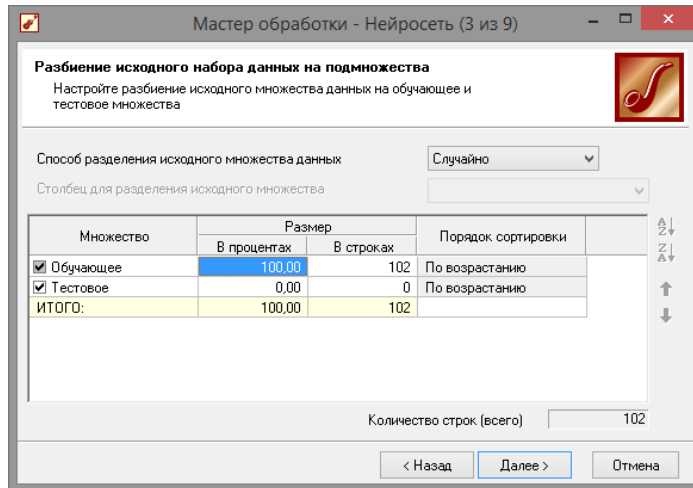 Мастер обработки - Нейросеть (3 из 9)
Разбиение исходного набора данных на подмножества
Настройте разбиение исходного множества данных на обучающее и
тестовое множества
Способ разделения исходного множества данных Случайно
Столбец для разделения исходного множества
Множество Размер Порядок сортировки
В процентах В строках
Обучающее 100,00 102 По возрастанию
Тестовое 0,00 0 По возрастанию
ИТОГО: 100,00 102
Количество строк (всего) 102
< Назад Далее > Отмена